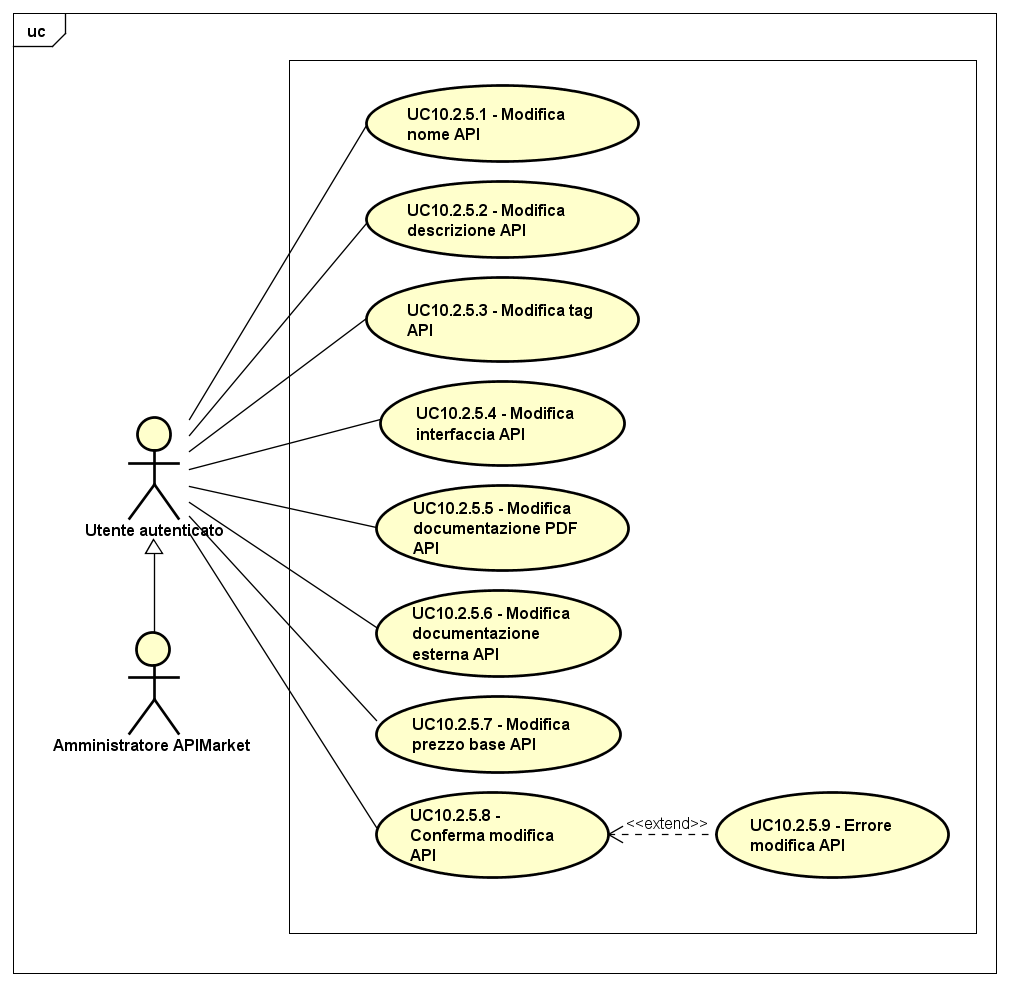 uc
UC10.2.5.1 - Modifica
nome API
UC10.2.5.2 - Modifica
descrizione API
UC10.2.5.3 - Modifica tag
API
UC10.2.5.4 - Modifica
interfaccia API
UC10.2.5.5 - Modifica
documentazione PDF
API
Utente autenticato
UC10.2.5.6 - Modifica
documentazione
esterna API
UC10.2.5.7 - Modifica
prezzo base API
Amministratore APIMarket
UC10.2.5.8 -
Conferma modifica
API
<<extend>>
UC10.2.5.9 - Errore
modifica API